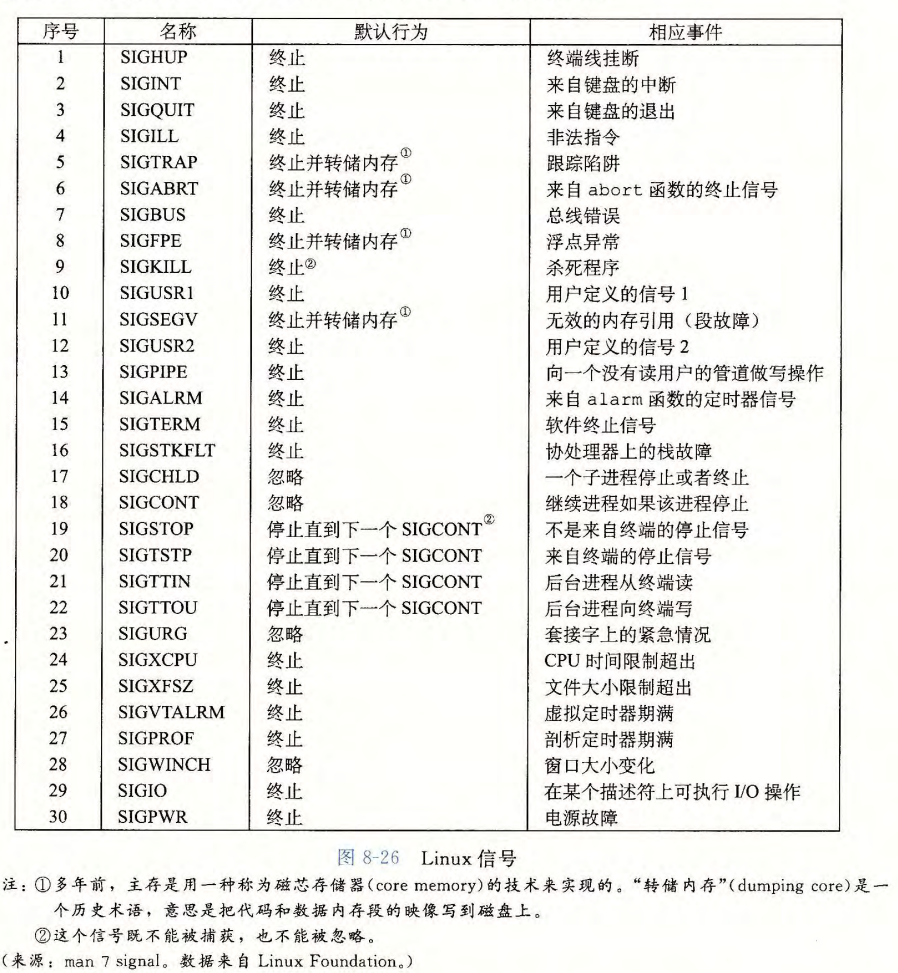 序号 名称 默认行为 相应事件
1 SIGHUP 终止 终端线挂断
2 SIGINT 终止 来自键盘的中断
3 SIGQUIT 终止 来自键盘的退出
4 SIGILL 终止 非法指令
5 SIGTRAP 终止并转储内存① 跟踪陷阱
6 SIGABRT 终止并转储内存① 来自 abort 函数的终止信号
7 SIGBUS 终止 总线错误
8 SIGFPE 终止并转储内存① 浮点异常
9 SIGKILL 终止② 杀死程序
10 SIGUSR1 终止 用户定义的信号 1
11 SIGSEGV 终止并转储内存① 无效的内存引用（段故障）
12 SIGUSR2 终止 用户定义的信号 2
13 SIGPIPE 终止 向一个没有读用户的管道做写操作
14 SIGALRM 终止 来自 alarm 函数的定时器信号
15 SIGTERM 终止 软件终止信号
16 SIGSTKFLT 终止 协处理器上的栈故障
17 SIGCHLD 忽略 一个子进程停止或者终止
18 SIGCONT 忽略 继续进程如果该进程停止
19 SIGSTOP 停止直到下一个 SIGCONT② 不是来自终端的停止信号
20 SIGTSTP 停止直到下一个 SIGCONT 来自终端的停止信号
21 SIGTTIN 停止直到下一个 SIGCONT 后台进程从终端读
22 SIGTTOU 停止直到下一个 SIGCONT 后台进程向终端写
23 SIGURG 忽略 套接字上的紧急情况
24 SIGXCPU 终止 CPU 时间限制超出
25 SIGXFSZ 终止 文件大小限制超出
26 SIGVTALRM 终止 虚拟定时器期满
27 SIGPROF 终止 剖析定时器期满
28 SIGWINCH 忽略 窗口大小变化
29 SIGIO 终止 在某个描述符上可执行 I/O 操作
30 SIGPWR 终止 电源故障
图 8-26 Linux 信号
注：①多年前，主存是用一种称为磁芯存储器(core memory)的技术来实现的。“转储内存”(dumping core)是一
个历史术语，意思是把代码和数据内存段的映像写到磁盘上。
②这个信号既不能被捕获，也不能被忽略。
(来源：man 7 signal。数据来自 Linux Foundation。)